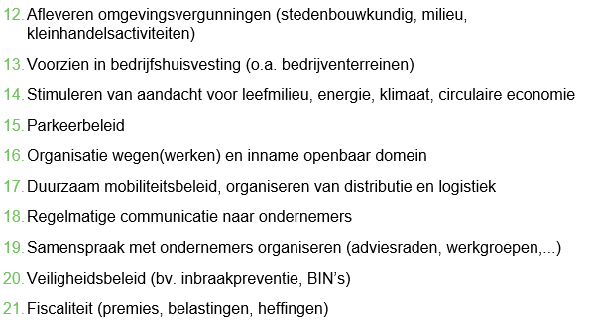 12. Afleveren omgevingsvergunningen (stedenbouwkundig, milieu,
kleinhandelsactiviteiten)
13. Voorzien in bedrijfshuisvesting (o.a. bedrijventerreinen)
14. Stimuleren van aandacht voor leefmilieu, energie, klimaat, circulaire economie
15. Parkeerbeleid
16. Organisatie wegen(werken) en inname openbaar domein
17. Duurzaam mobiliteitsbeleid, organiseren van distributie en logistiek
18. Regelmatige communicatie naar ondernemers
19. Samenspraak met ondernemers organiseren (adviesraden, werkgroepen,...)
20. Veiligheidsbeleid (bv. inbraakpreventie, BIN's)
21. Fiscaliteit (premies, belastingen, heffingen)